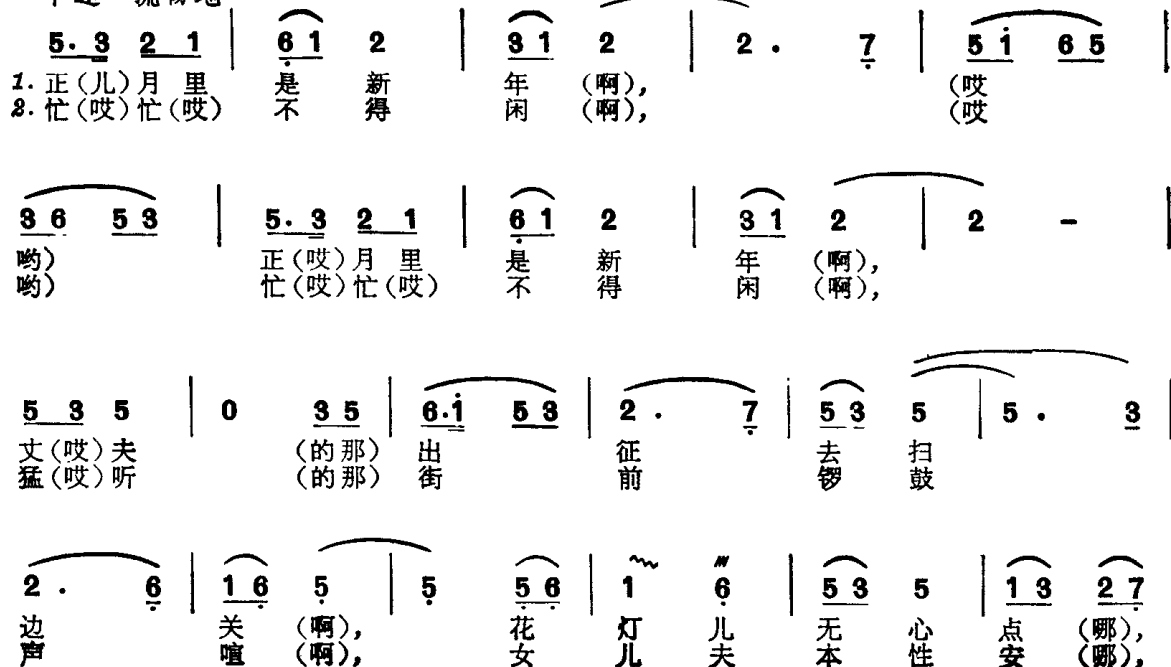 5. 3 2 1 | 6 1 2 | 3 1 2 | 2 . 7 | 5 i 6 5 |
1. 正(儿)月 里 是 新 年 (啊), (哎
2. 忙(哎)忙(哎) 不 得 闲 (啊), (哎
3 6 5 3 | 5. 3 2 1 | 6 1 2 | 3 1 2 | 2 - |
哟) 正(哎)月 里 是 新 年 (啊),
哟) 忙(哎)忙(哎) 不 得 闲 (啊),
5 3 5 | 0 3 5 | 6.i 5 3 | 2 . 7 | 5 3 5 | 5 . 3 |
丈(哎)夫 (的那) 出 征 去 扫
猛(哎)听 (的那) 街 前 锣 鼓
2 . 6 | 1 6 5 | 5 5 6 | 1 6 | 5 3 5 | 1 3 2 7
边 关 (啊), 花 灯 儿 无 心 点 (哪),
声 喧 (啊), 女 儿 夫 本 性 安 (哪),